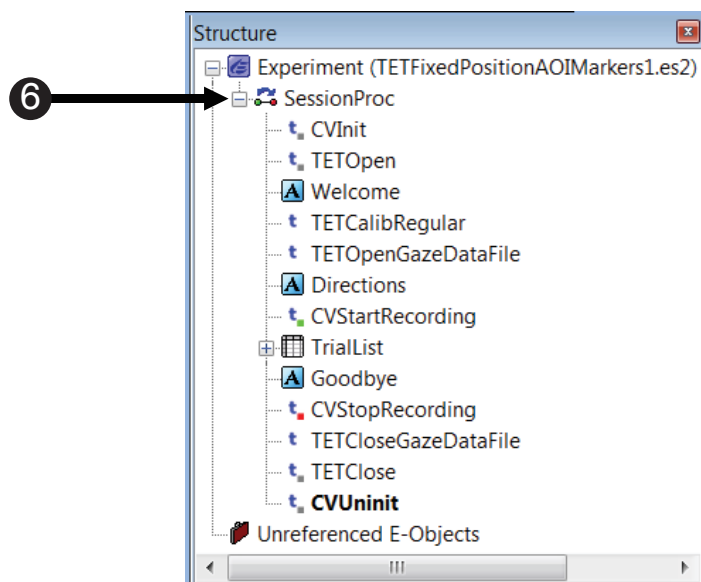 Structure
Experiment (TETFixedPositionAOIMarkers1.es2)
6 SessionProc
CVInit
TETOpen
A Welcome
TETCalibRegular
TETOpenGazeDataFile
A Directions
CVStartRecording
TrialList
A Goodbye
CVStopRecording
TETCloseGazeDataFile
TETClose
CVUninit
Unreferenced E-Objects